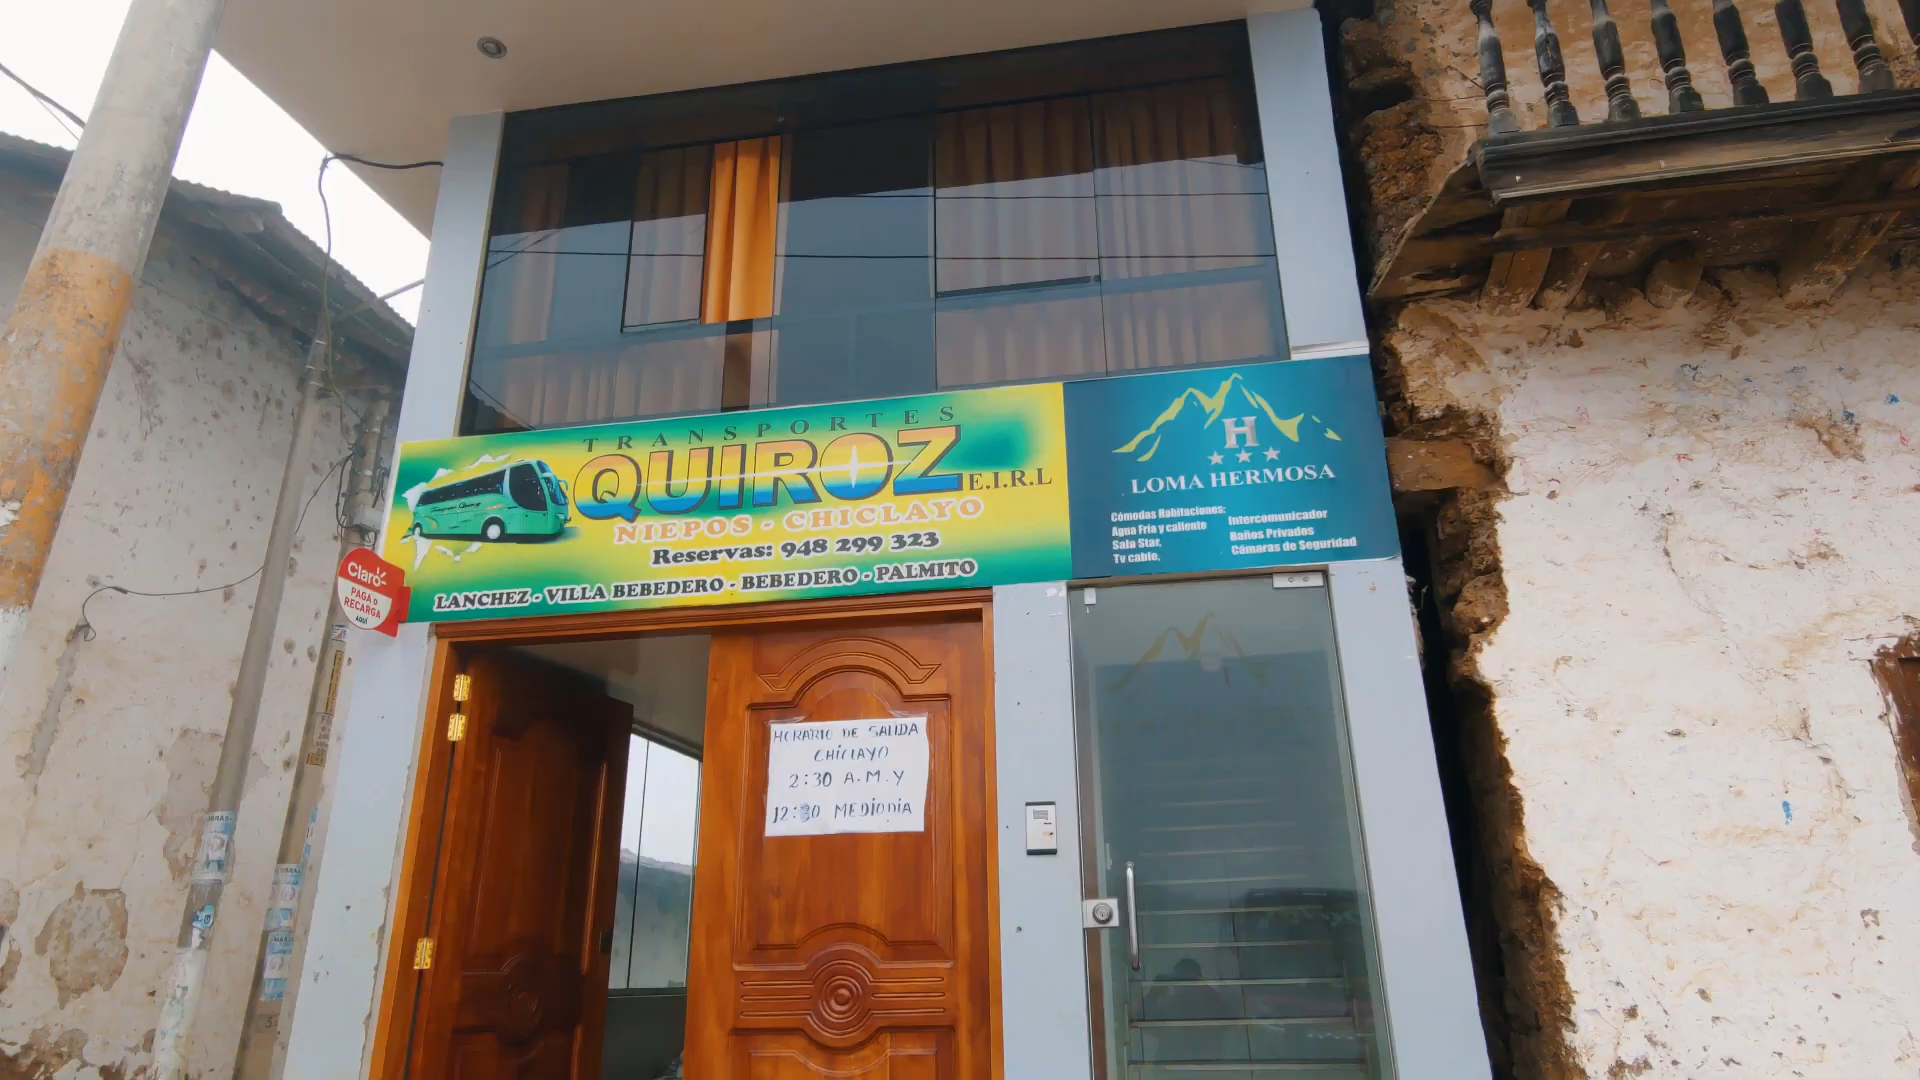 TRANSPORTES
QUIROZ E.I.R.L
NIEPOS - CHICLAYO
Reservas: 948 299 323
LANCHEZ - VILLA BEBEDERO - BEBEDERO - PALMITO
H
LOMA HERMOSA
Cómodas Habitaciones:
Agua Fria y caliente
Sala Star,
Tv cable,
Intercomunicador
Baños Privados
Cámaras de Seguridad
Claro
PAGA o
RECARGA
AQUÍ
HORARIO DE SALIDA
CHICLAYO
2:30 A.M. Y
12:30 MEDIODIA